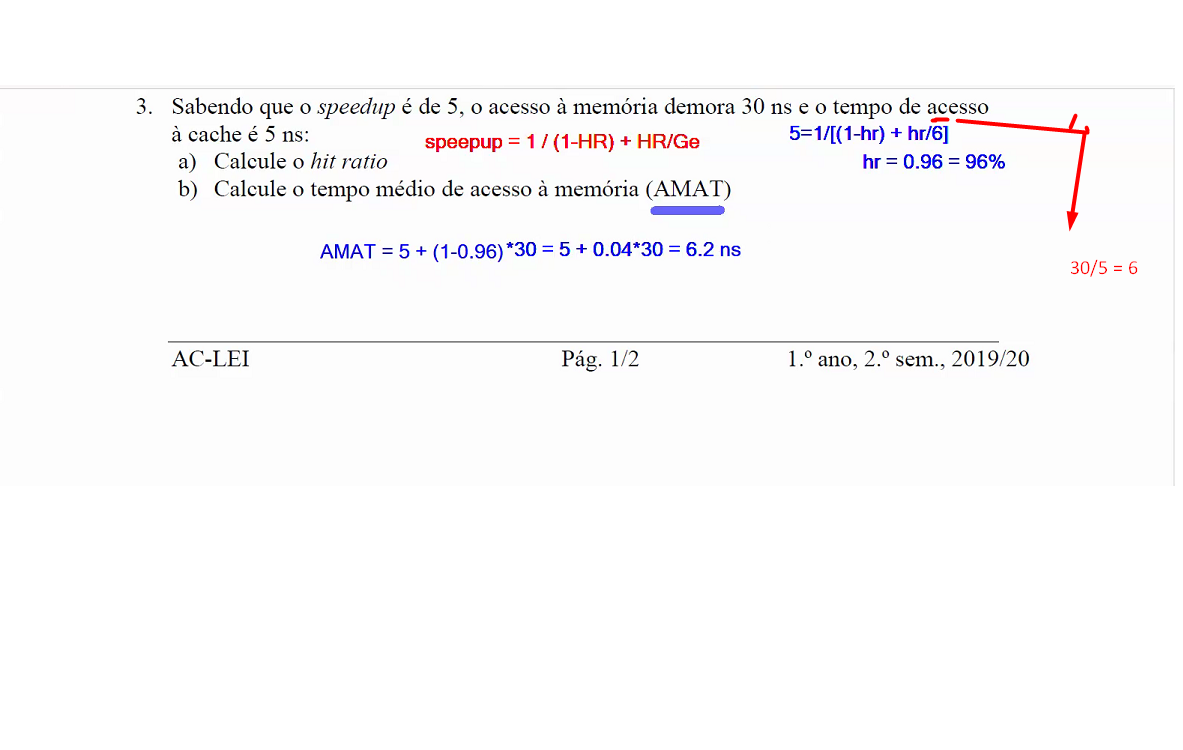 3. Sabendo que o speedup é de 5, o acesso à memória demora 30 ns e o tempo de acesso
à cache é 5 ns:
speepup = 1 / (1-HR) + HR/Ge
5=1/[(1-hr) + hr/6]
a) Calcule o hit ratio
hr = 0.96 = 96%
b) Calcule o tempo médio de acesso à memória (AMAT)
AMAT = 5 + (1-0.96)*30 = 5 + 0.04*30 = 6.2 ns
30/5 = 6
AC-LEI Pág. 1/2 1.º ano, 2.º sem., 2019/20